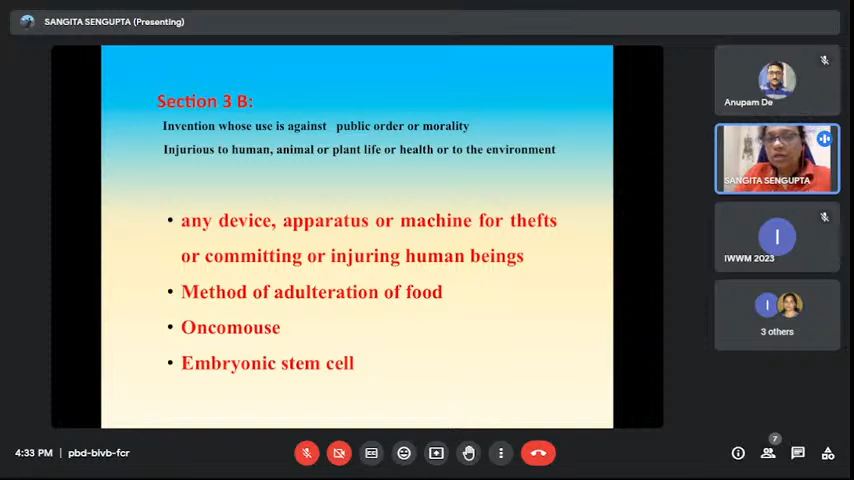 SANGITA SENGUPTA (Presenting)
Section 3 B:
Invention whose use is against public order or morality
Injurious to human, animal or plant life or health or to the environment
• any device, apparatus or machine for thefts
or committing or injuring human beings
• Method of adulteration of food
• Oncomouse
• Embryonic stem cell
Anupam De
SANGITA SENGUPTA
I
IWWM 2023
I
3 others
4:33 PM | pbd-bivb-fcr
7